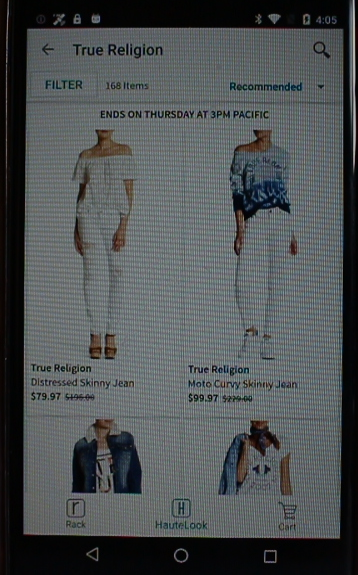 4:05
True Religion
FILTER
168 Items
Recommended
ENDS ON THURSDAY AT 3PM PACIFIC
True Religion
Distressed Skinny Jean
$79.97 $196.00
True Religion
Moto Curvy Skinny Jean
$99.97 $229.00
r
Rack
H
HauteLook
Cart